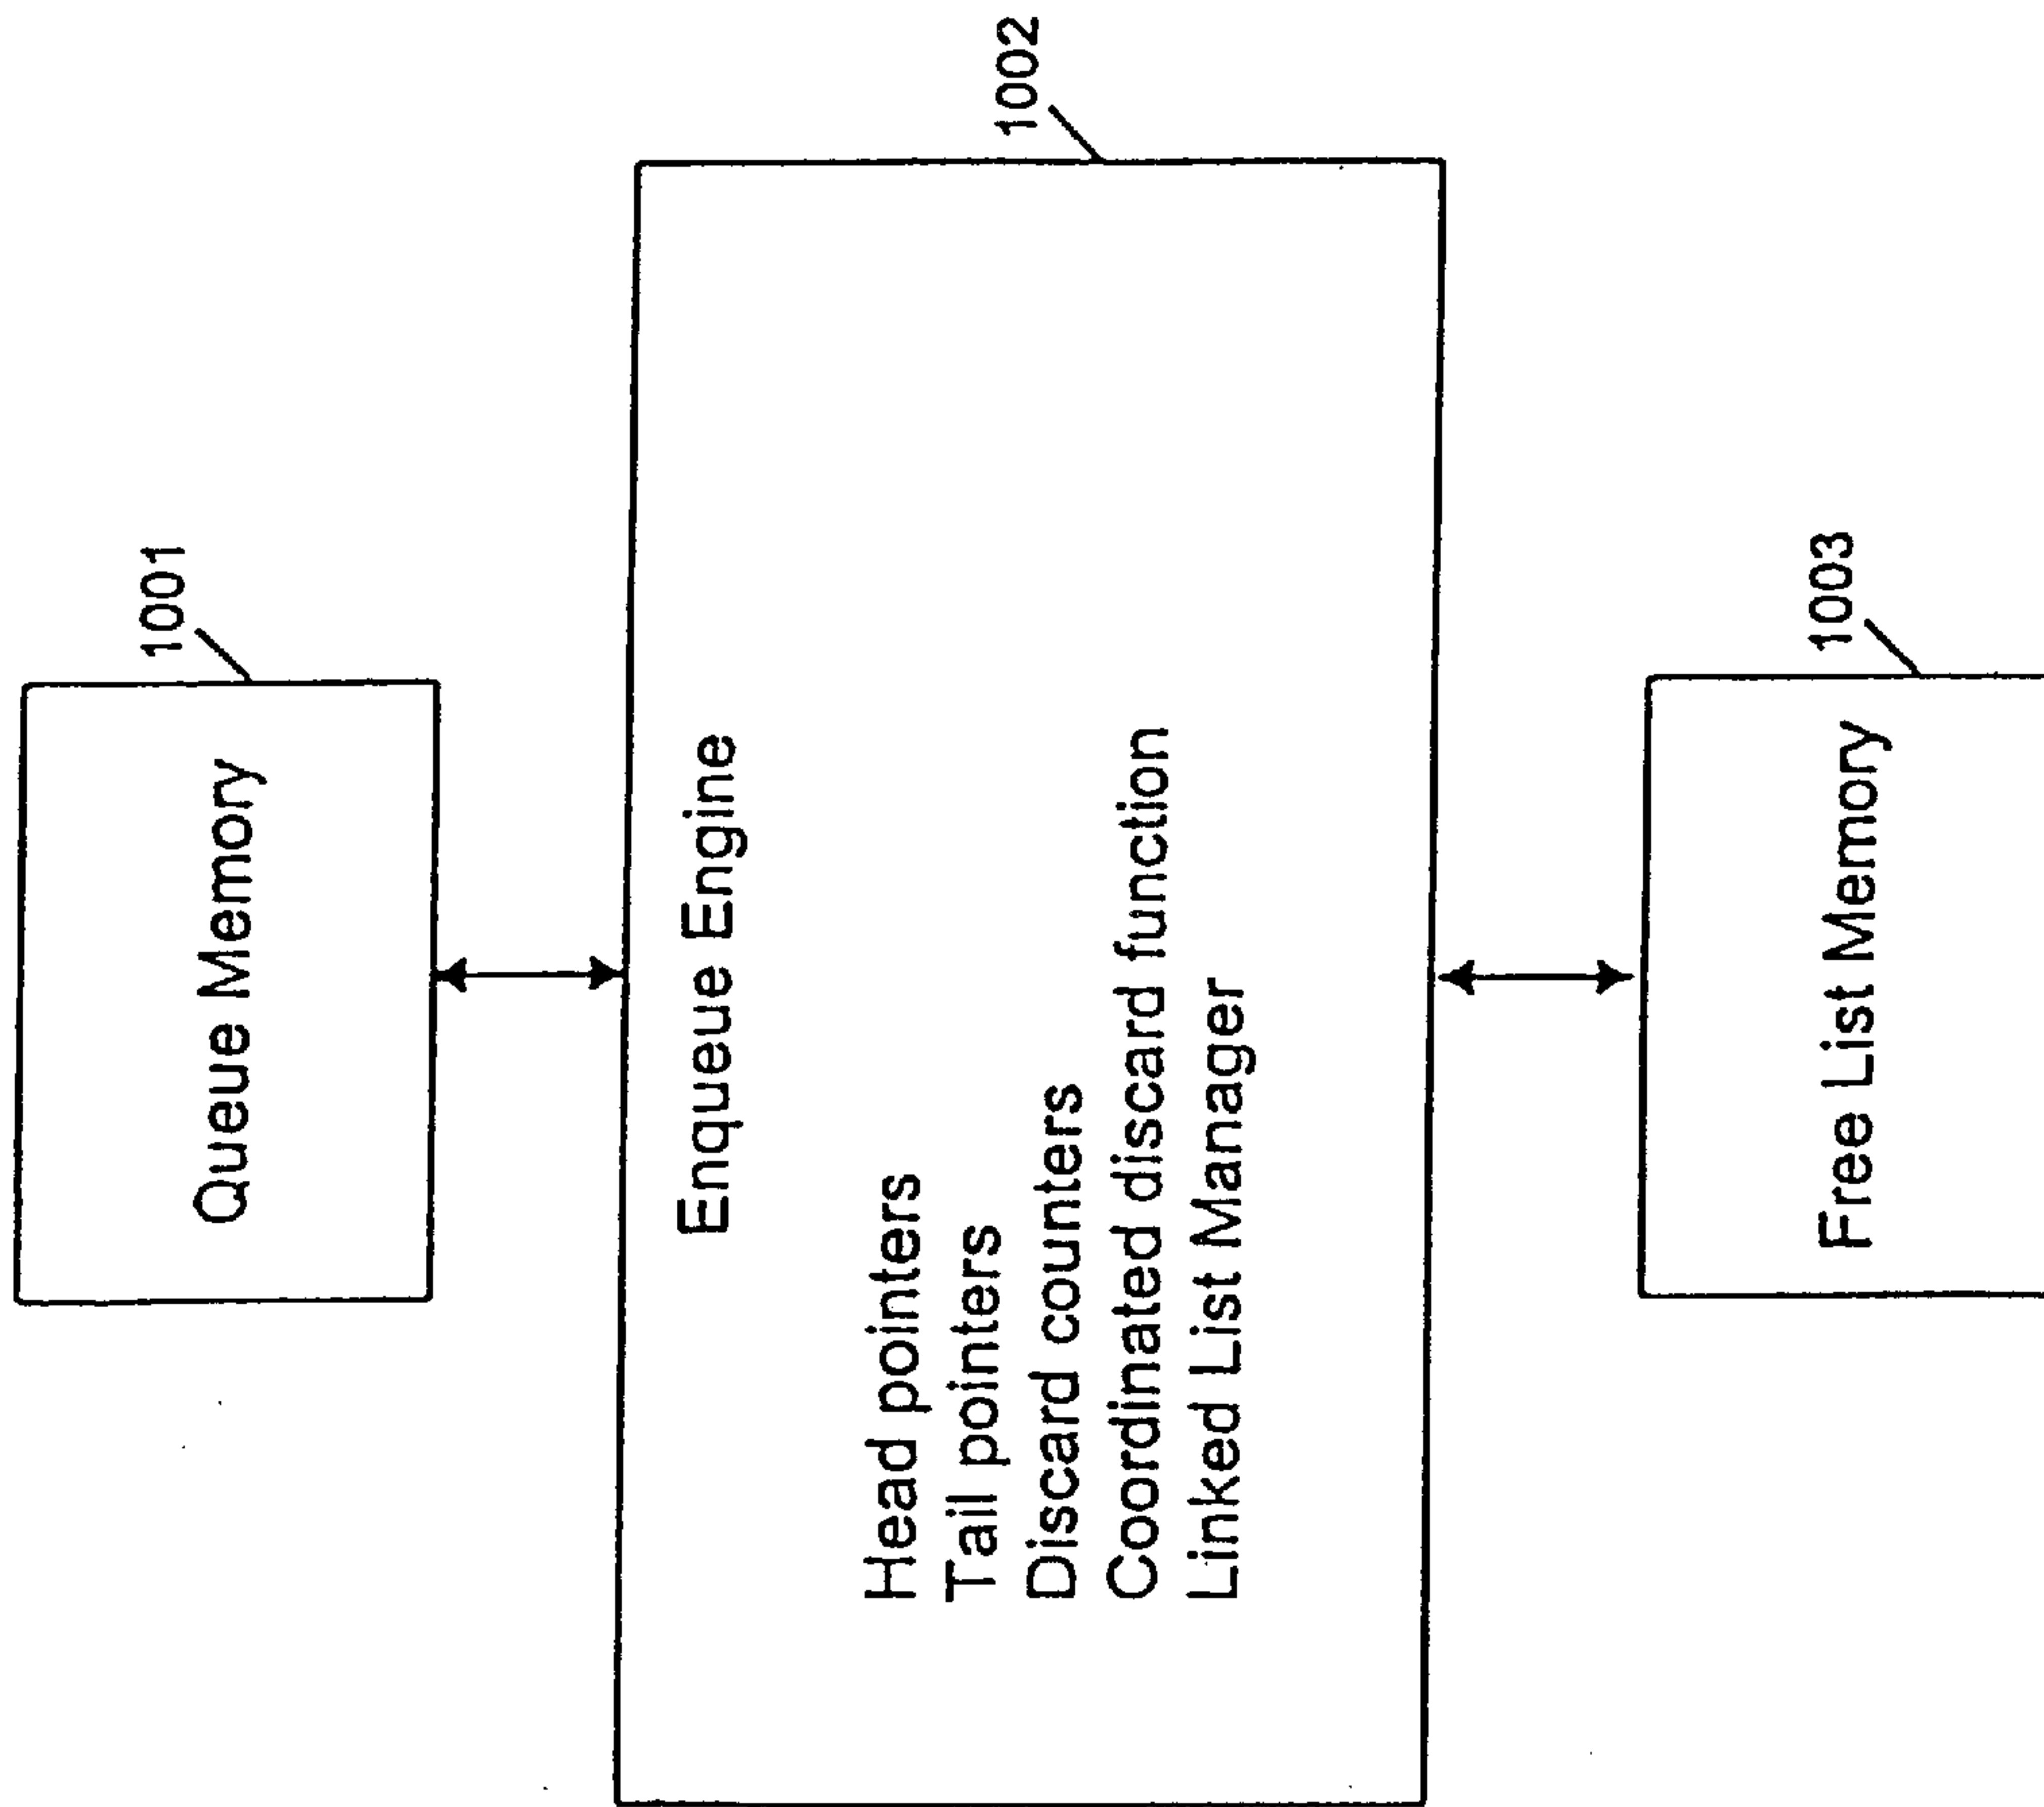 1001
Queue Memory
1002
Enqueue Engine
Head pointers
Tail pointers
Discard counters
Coordinated discard function
Linked List Manager
1003
Free List Memory